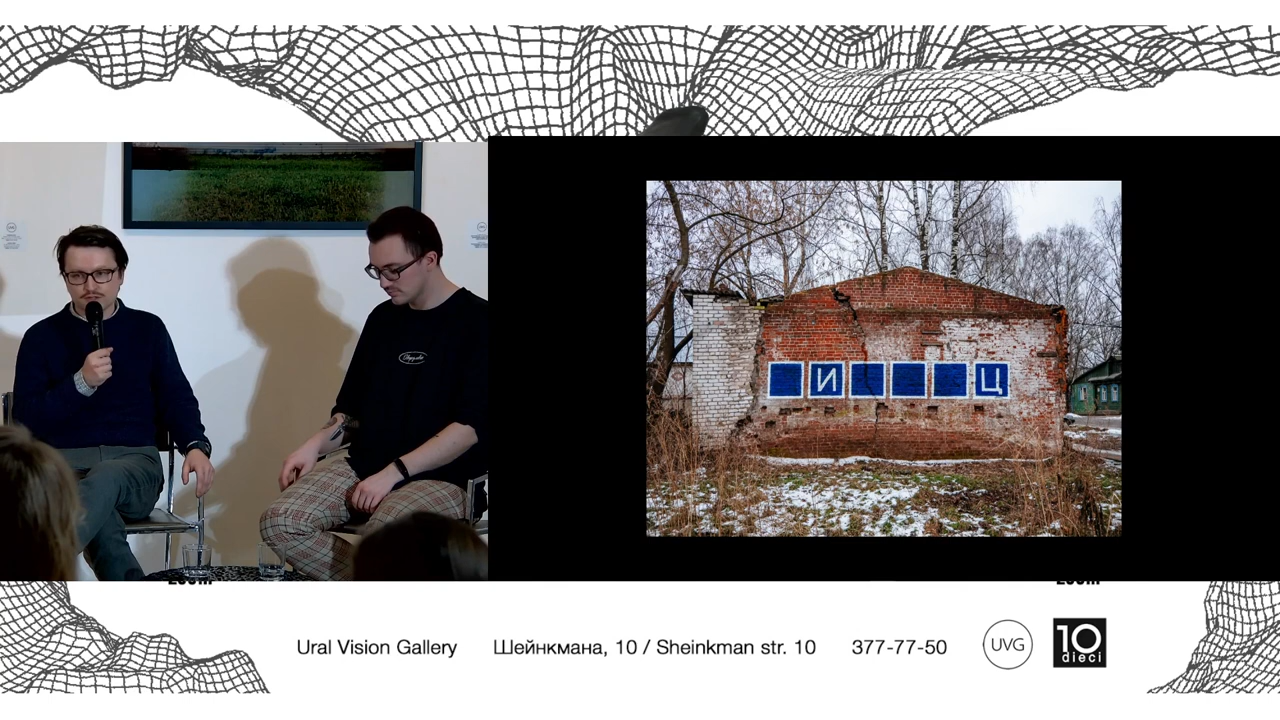 И Ц
Ural Vision Gallery Шейнкмана, 10 / Sheinkman str. 10 377-77-50 UVG 10
dieci